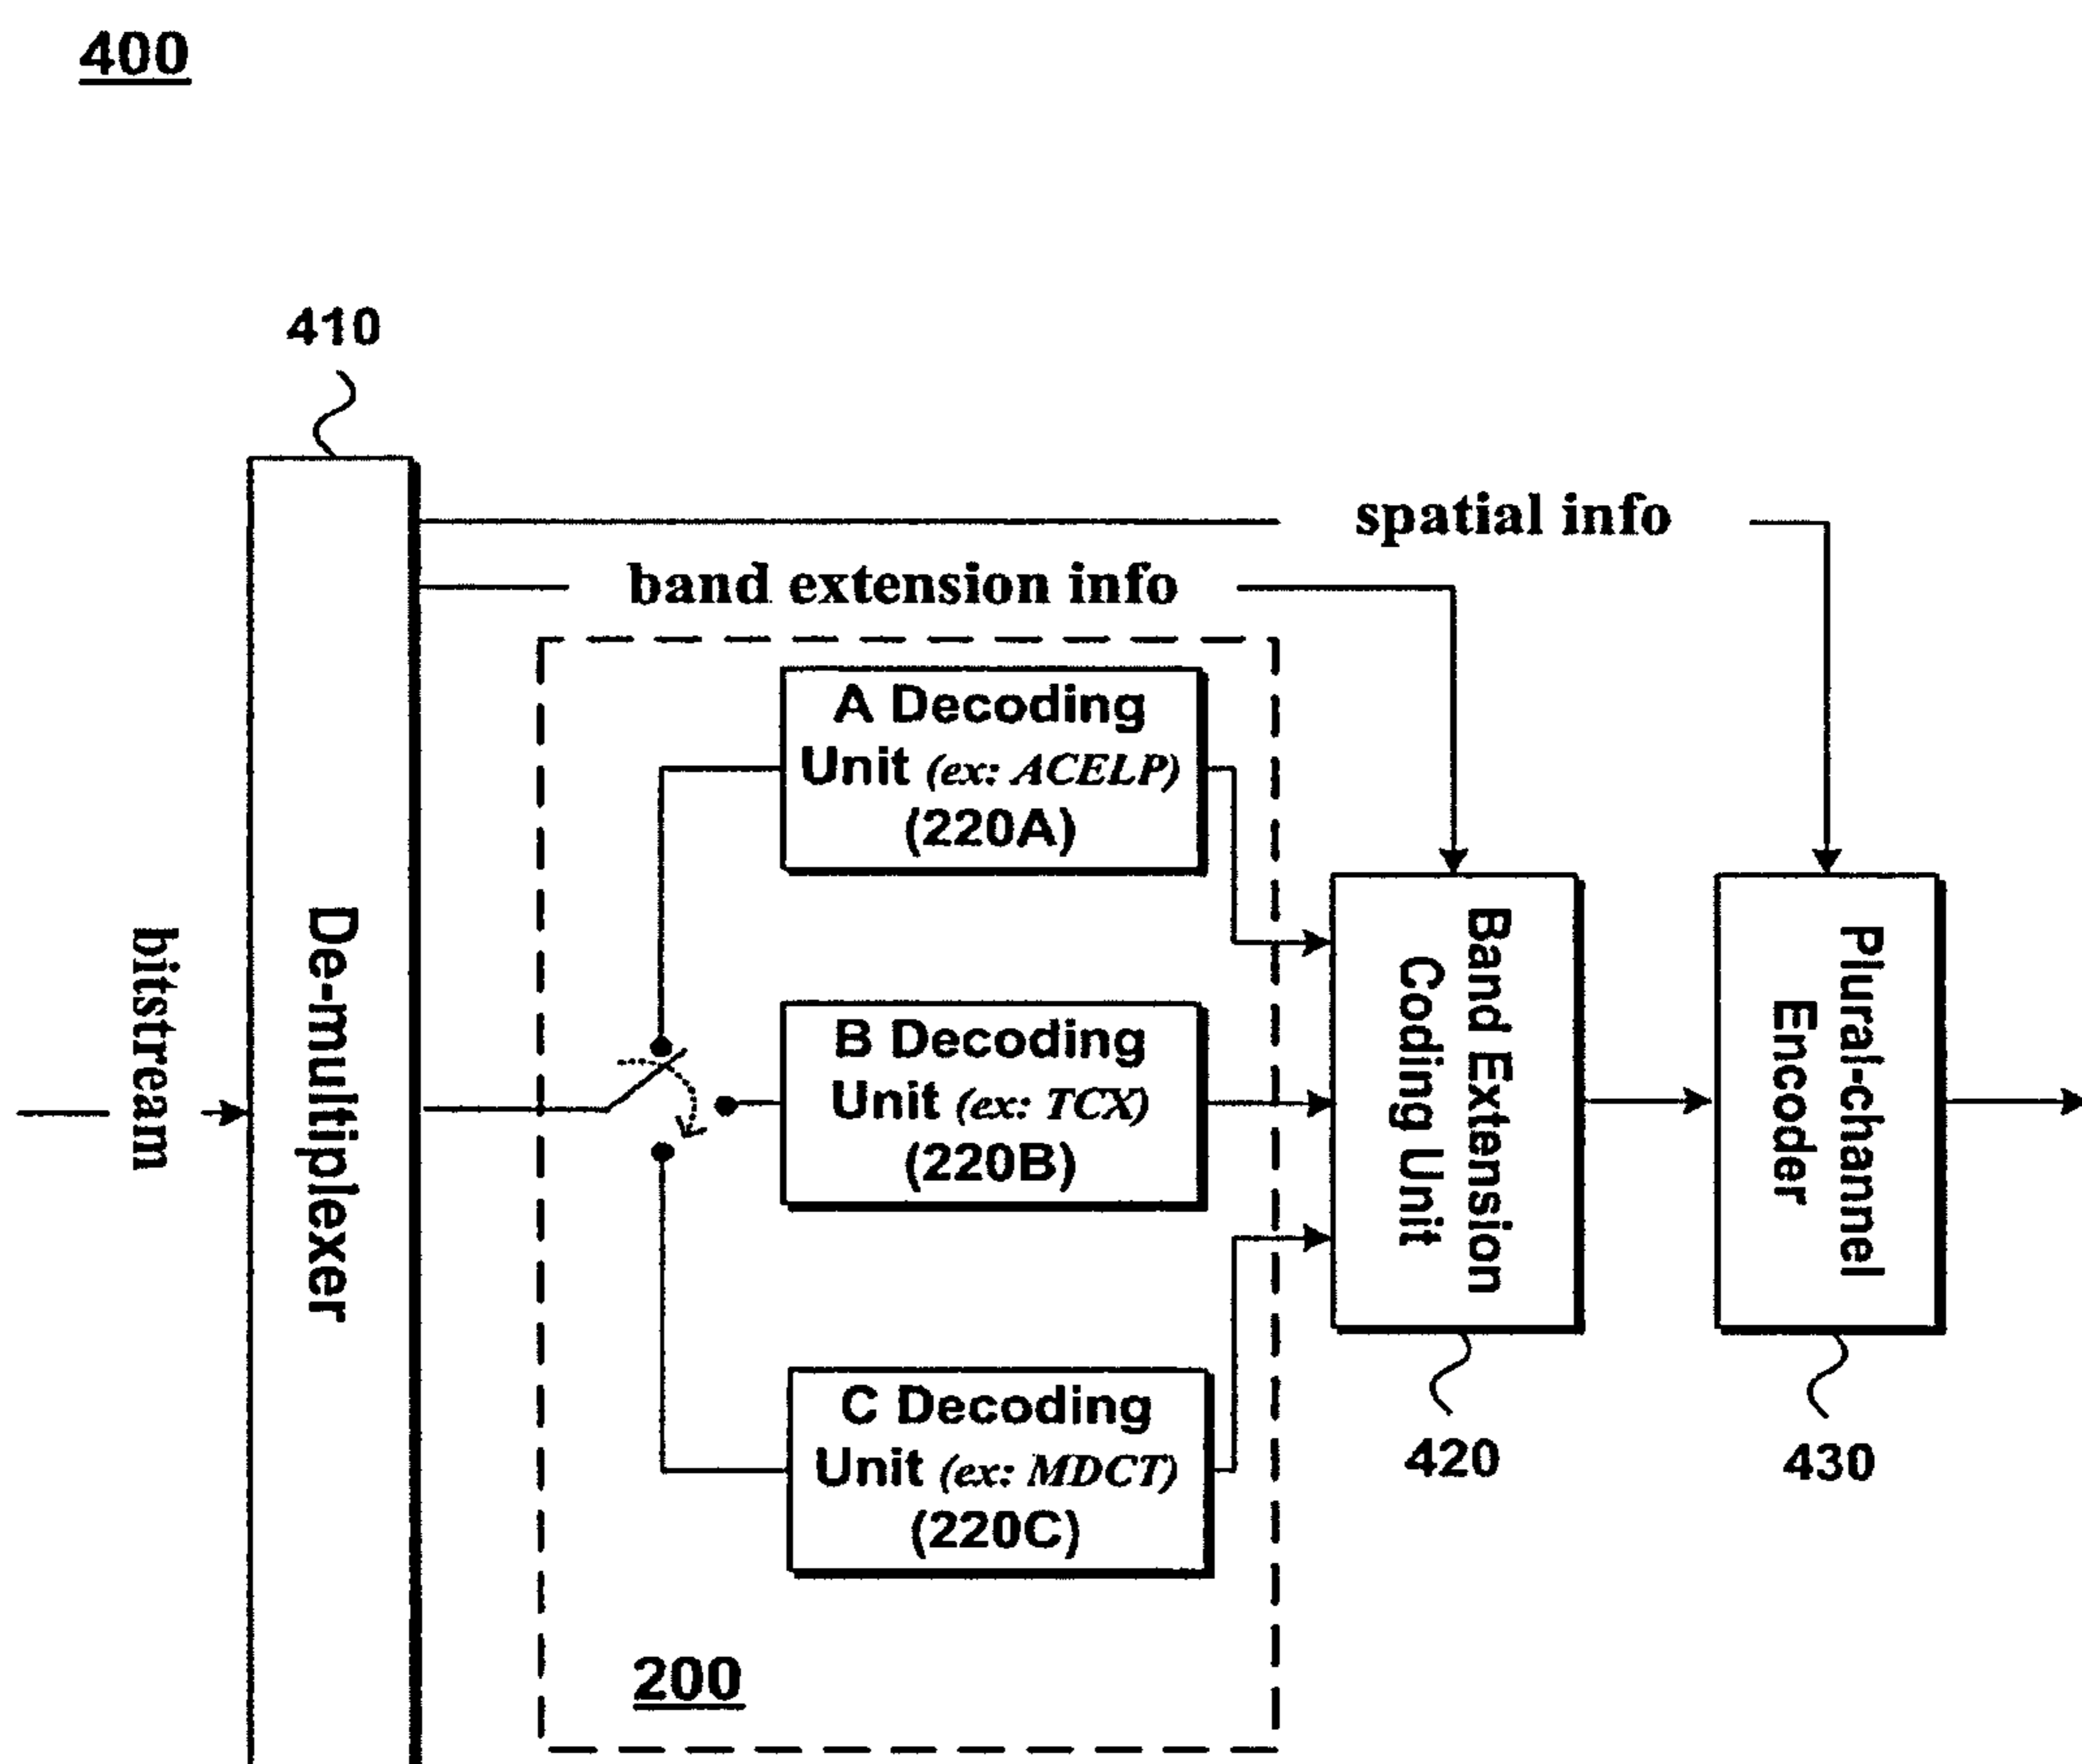 400
410
spatial info
band extension info
A Decoding
Unit (ex: ACELP)
(220A)
bitstream
De-multiplexer
B Decoding
Unit (ex: TCX)
(220B)
Band Extension
Coding Unit
Plural-channel
Encoder
C Decoding
Unit (ex: MDCT)
(220C)
420
430
200